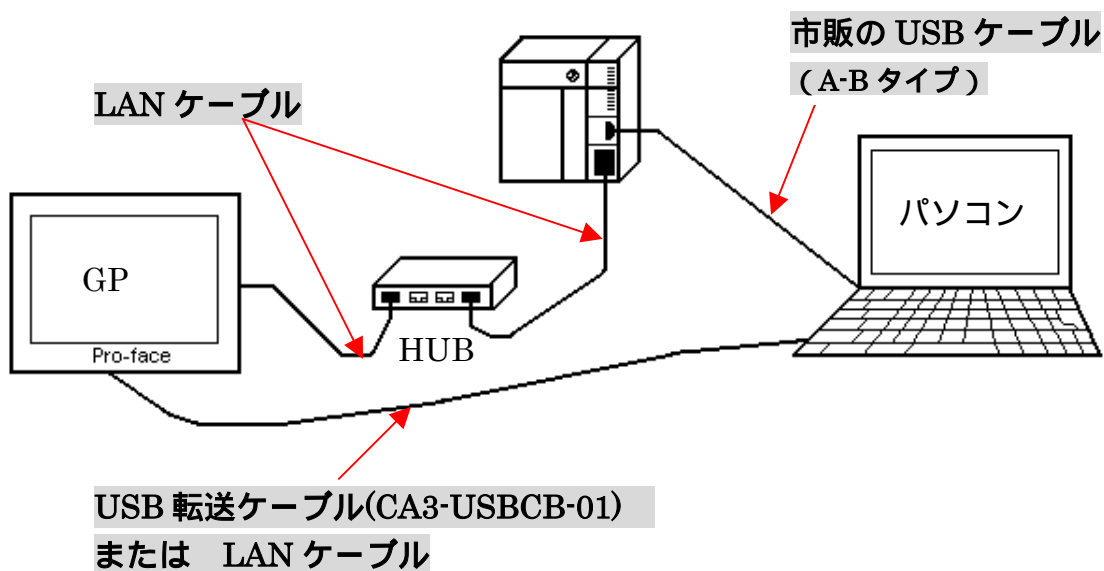 市販の USB ケーブル
（A-B タイプ）
LAN ケーブル
パソコン
GP
Pro-face
HUB
USB 転送ケーブル(CA3-USBCB-01)
または　LAN ケーブル